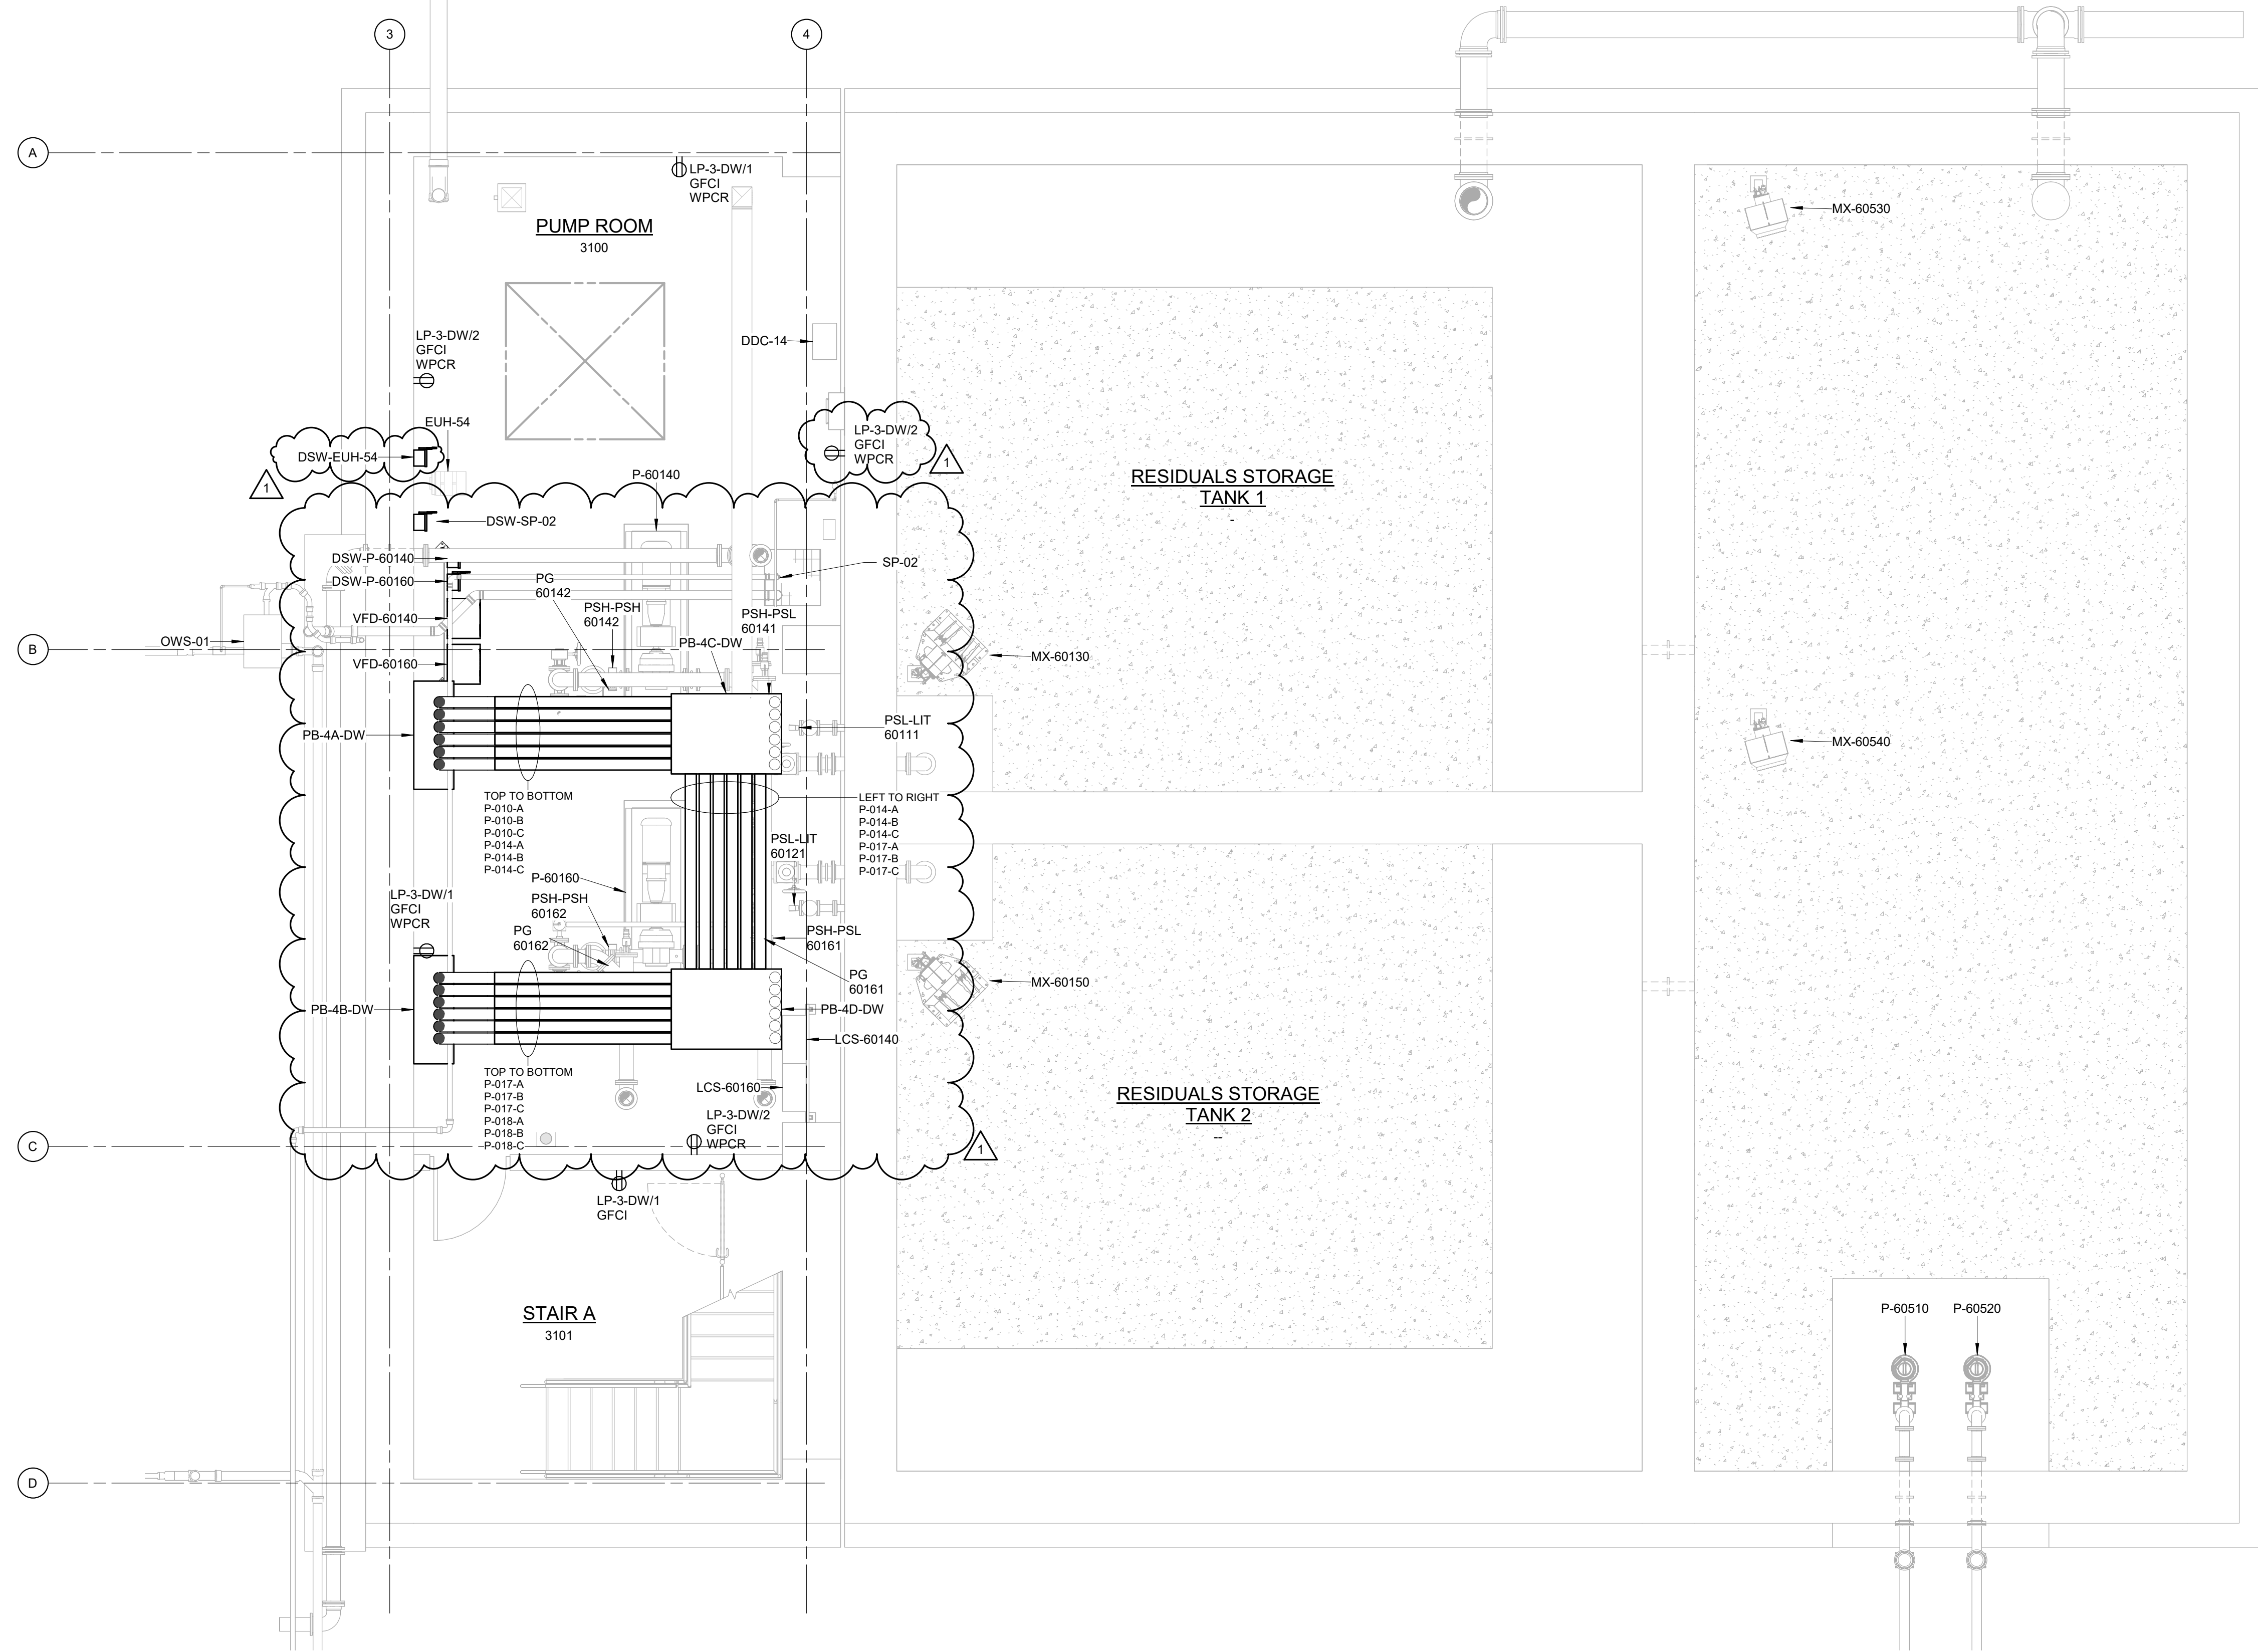 3
4
A
LP-3-DW/1
GFCI
WPCR
MX-60530
PUMP ROOM
3100
LP-3-DW/2
GFCI
WPCR
DDC-14
EUH-54
LP-3-DW/2
GFCI
WPCR
1
DSW-EUH-54
1
P-60140
RESIDUALS STORAGE
TANK 1
-
DSW-SP-02
DSW-P-60140
DSW-P-60160
SP-02
PG
60142
PSH-PSH
60142
PSH-PSL
60141
VFD-60140
OWS-01
B
PB-4C-DW
VFD-60160
MX-60130
PB-4A-DW
PSL-LIT
60111
MX-60540
TOP TO BOTTOM
P-010-A
P-010-B
P-010-C
P-014-A
P-014-B
P-014-C
LEFT TO RIGHT
P-014-A
P-014-B
P-014-C
P-017-A
P-017-B
P-017-C
PSL-LIT
60121
P-60160
LP-3-DW/1
GFCI
WPCR
PSH-PSH
60162
PG
60162
PSH-PSL
60161
PG
60161
MX-60150
PB-4B-DW
PB-4D-DW
LCS-60140
TOP TO BOTTOM
P-017-A
P-017-B
P-017-C
P-018-A
P-018-B
P-018-C
LCS-60160
LP-3-DW/2
GFCI
WPCR
RESIDUALS STORAGE
TANK 2
--
C
1
LP-3-DW/1
GFCI
STAIR A
3101
P-60510
P-60520
D